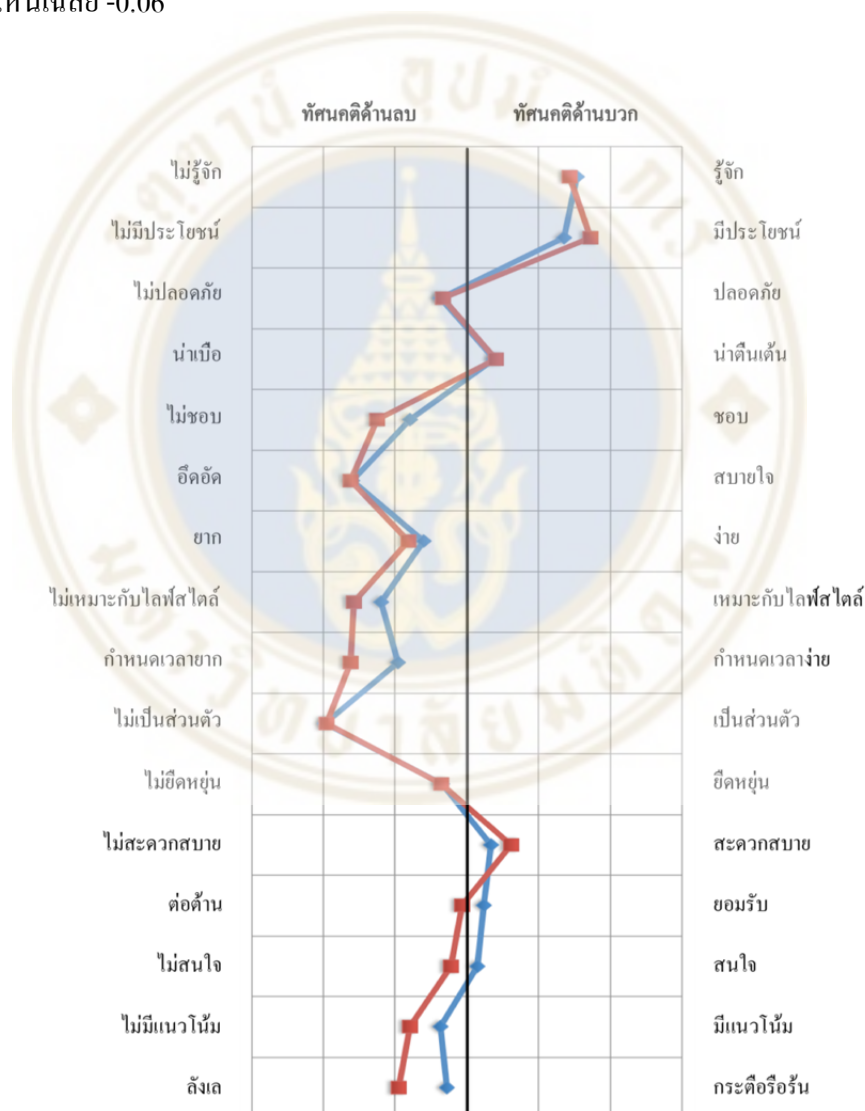 -0.06
ทัศนคติด้านลบ ทัศนคติด้านบวก
ไม่รู้จัก รู้จัก
ไม่มีประโยชน์ มีประโยชน์
ไม่ปลอดภัย ปลอดภัย
น่าเบื่อ น่าตื่นเต้น
ไม่ชอบ ชอบ
อึดอัด สบายใจ
ยาก ง่าย
ไม่เหมาะกับไลฟ์สไตล์ เหมาะกับไลฟ์สไตล์
กำหนดเวลายาก กำหนดเวลาง่าย
ไม่เป็นส่วนตัว เป็นส่วนตัว
ไม่ยืดหยุ่น ยืดหยุ่น
ไม่สะดวกสบาย สะดวกสบาย
ต่อต้าน ยอมรับ
ไม่สนใจ สนใจ
ไม่มีแนวโน้ม มีแนวโน้ม
ลังเล กระตือรือร้น